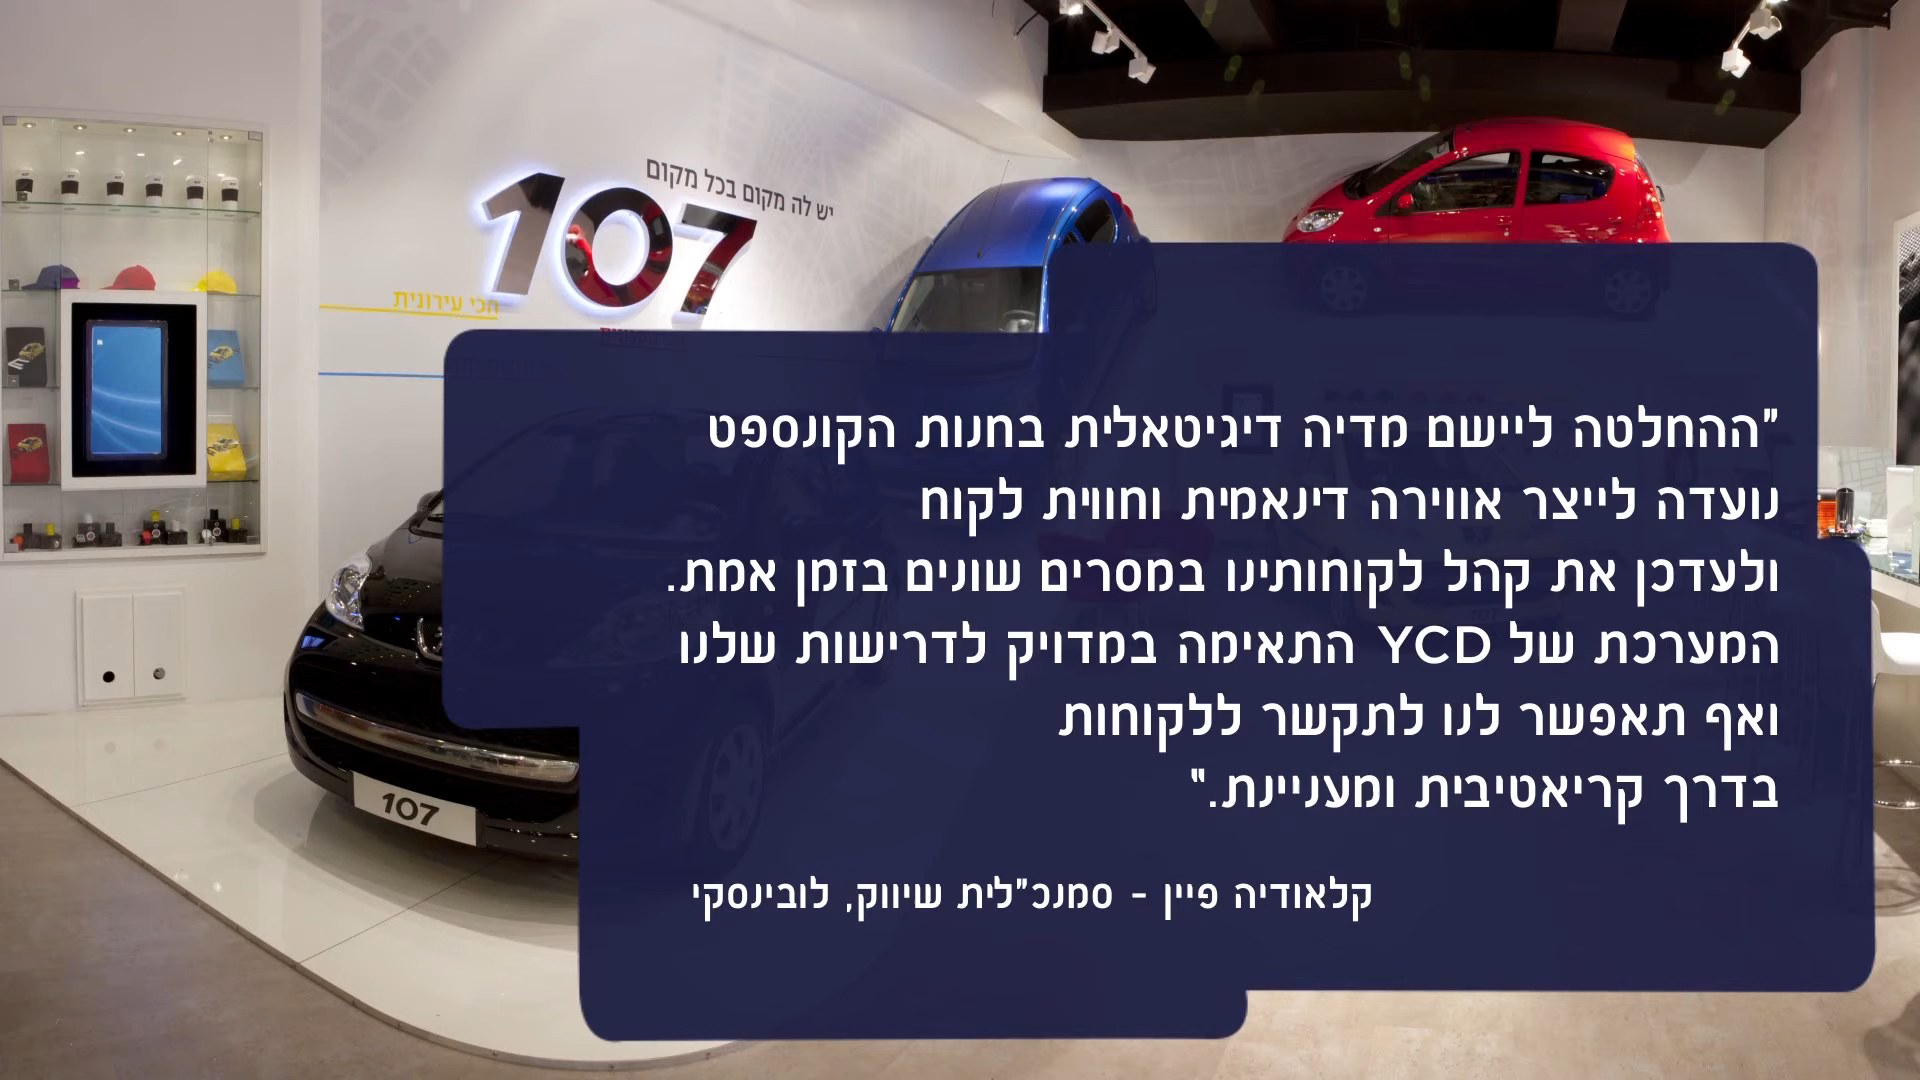 יש לה מקום בכל מקום
107
הכי עירונית
"ההחלטה ליישם מדיה דיגיטאלית בחנות הקונספט
נועדה לייצר אווירה דינאמית וחווית לקוח
ולעדכן את קהל לקוחותינו במסרים שונים בזמן אמת.
המערכת של YCD התאימה במדויק לדרישות שלנו
ואף תאפשר לנו לתקשר ללקוחות
בדרך קריאטיבית ומעניינת."
107
קלאודיה פיין - סמנכ"לית שיווק, לובינסקי